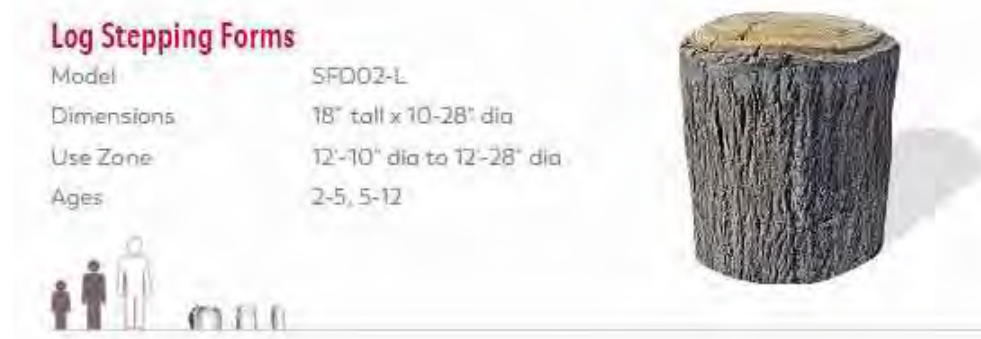 Log Stepping Forms
Model SFD02-L
Dimensions 18" tall x 10-28" dia
Use Zone 12'-10" dia to 12'-28" dia
Ages 2-5, 5-12